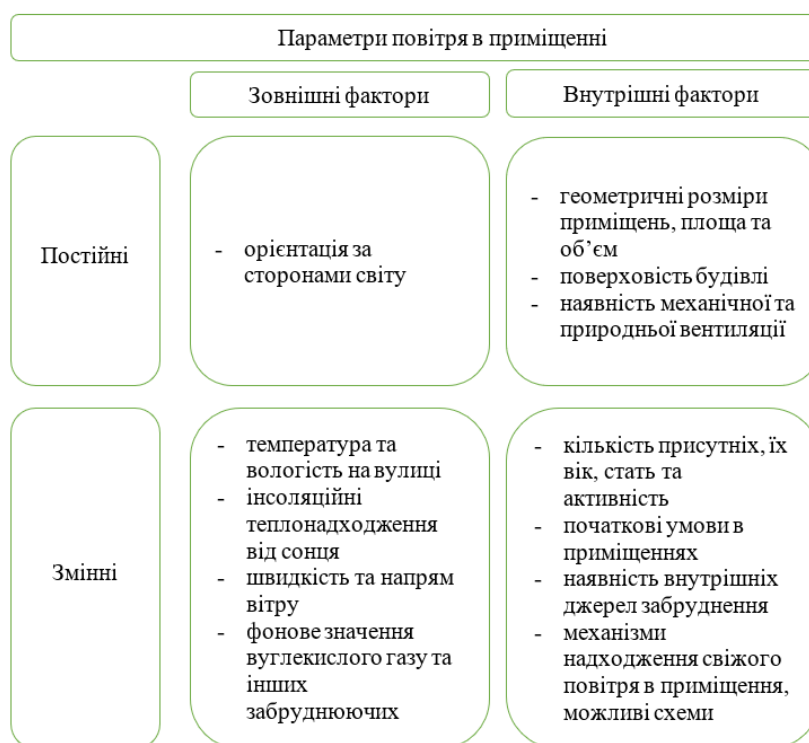 Параметри повітря в приміщенні
Зовнішні фактори
Внутрішні фактори
Постійні
- орієнтація за
сторонами світу
- геометричні розміри
приміщень, площа та
об’єм
- поверховість будівлі
- наявність механічної та
природньої вентиляції
Змінні
- температура та
вологість на вулиці
- інсоляційні
теплонадходження
від сонця
- швидкість та напрям
вітру
- фонове значення
вуглекислого газу та
інших
забруднюючих
- кількість присутніх, їх
вік, стать та
активність
- початкові умови в
приміщеннях
- наявність внутрішніх
джерел забруднення
- механізми
надходження свіжого
повітря в приміщення,
можливі схеми